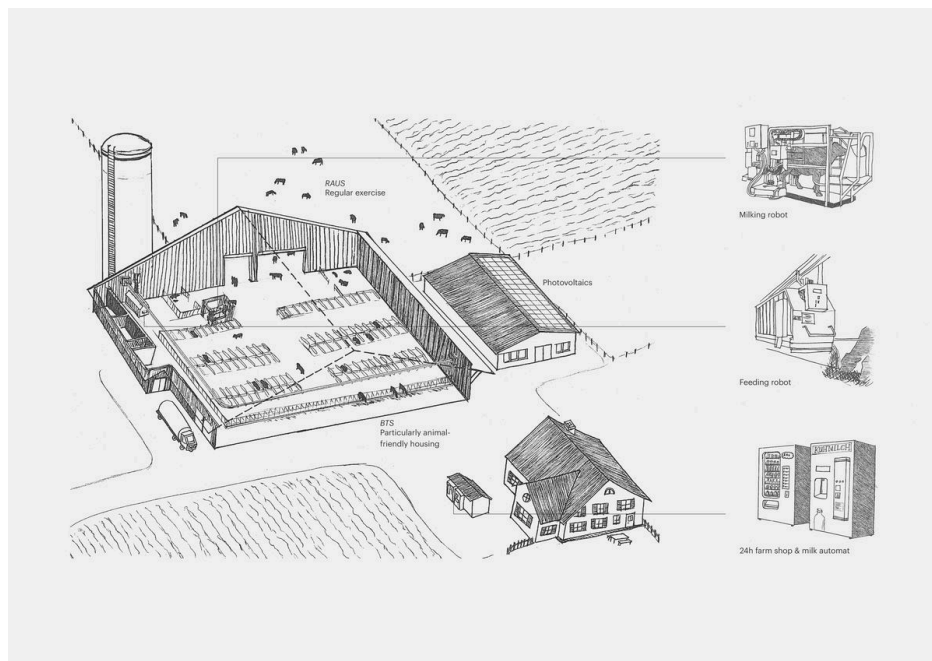 RAUS
Regular exercise
Milking robot
Photovoltaics
Feeding robot
BTS
Particularly animal-
friendly housing
24h farm shop & milk automat